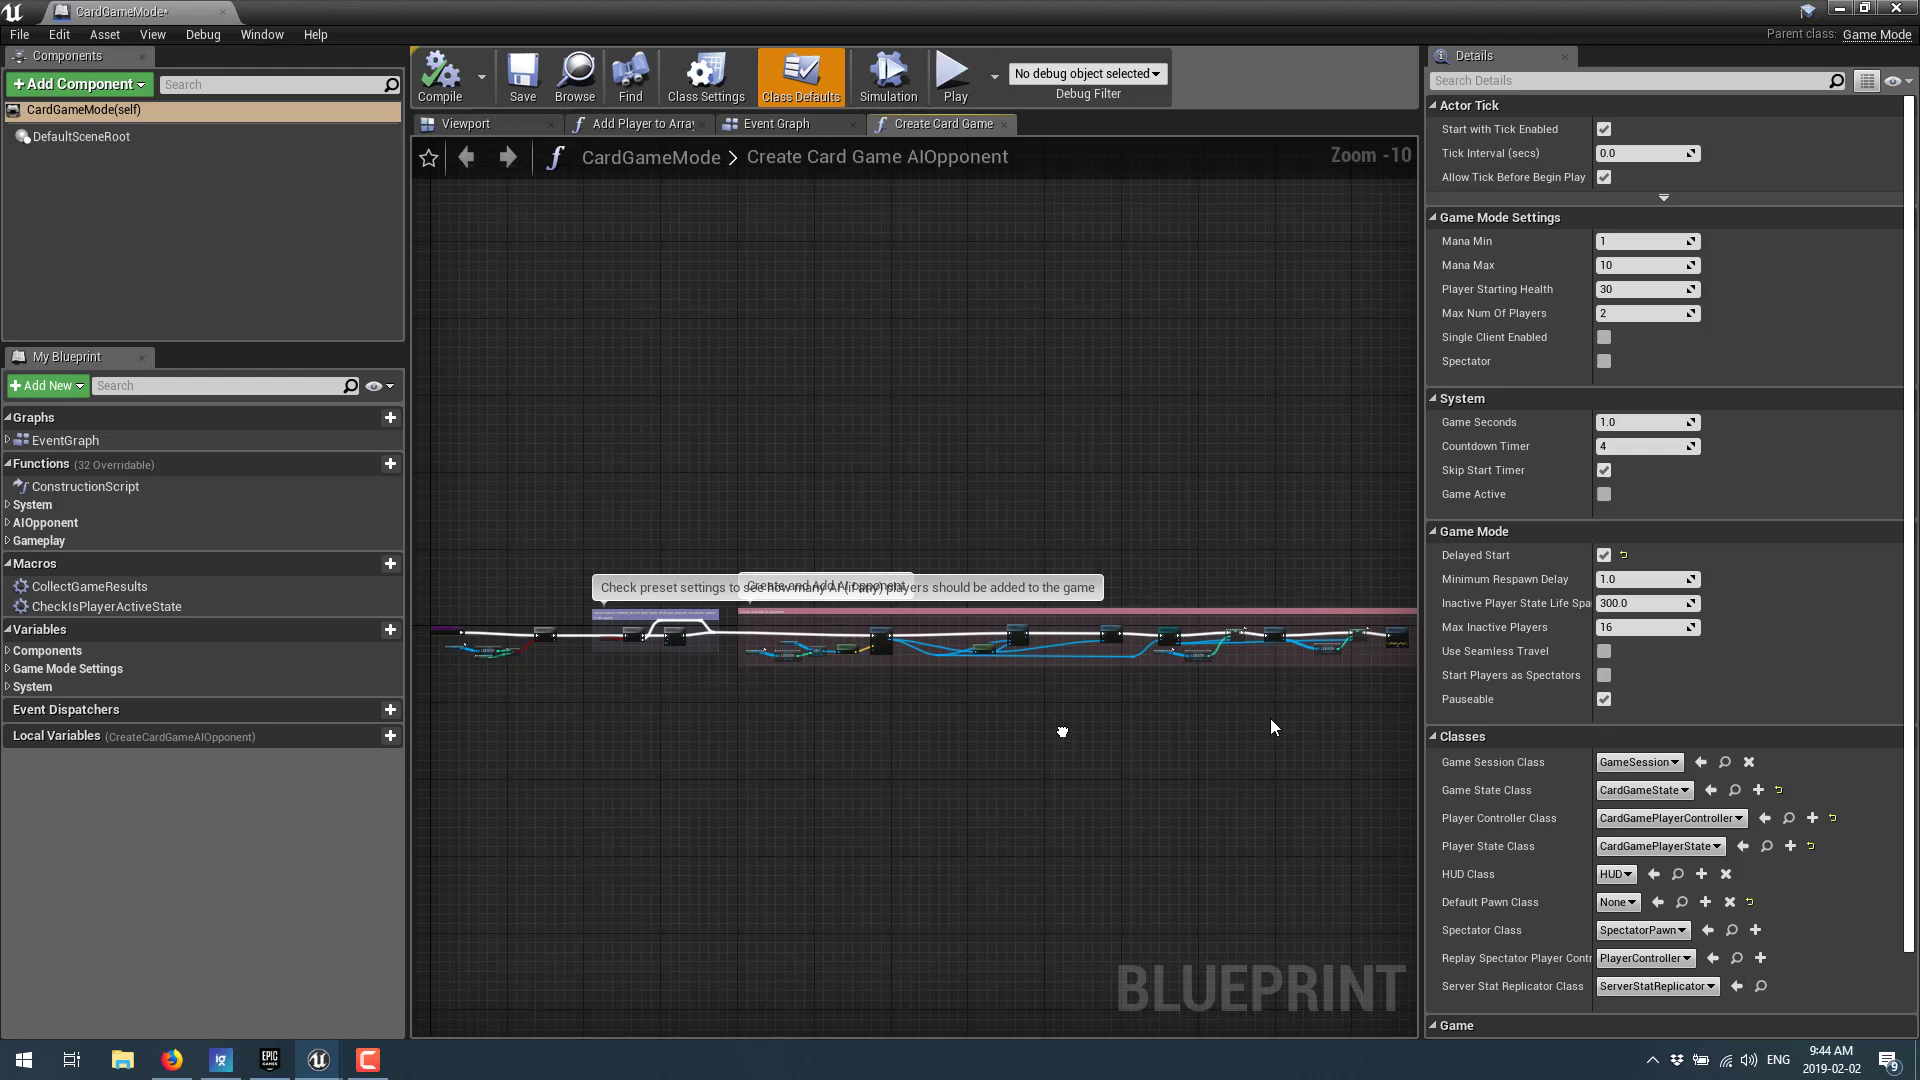 CardGameMode*
File Edit Asset View Debug Window Help
Parent class: Game Mode
Components
+ Add Component
Search
CardGameMode(self)
DefaultSceneRoot
My Blueprint
+ Add New
Search
Graphs
EventGraph
Functions (32 Overridable)
ConstructionScript
System
AIOpponent
Gameplay
Macros
CollectGameResults
CheckIsPlayerActiveState
Variables
Components
Game Mode Settings
System
Event Dispatchers
Local Variables (CreateCardGameAIOpponent)
Compile
Save
Browse
Find
Class Settings
Class Defaults
Simulation
Play
No debug object selected
Debug Filter
Viewport
Add Player to Array
Event Graph
Create Card Game
CardGameMode > Create Card Game AIOpponent
Zoom -10
Check preset settings to see how many AI (if any) players should be added to the game
Create and Add AI opponent
BLUEPRINT
Details
Search Details
Actor Tick
Start with Tick Enabled
Tick Interval (secs) 0.0
Allow Tick Before Begin Play
Game Mode Settings
Mana Min 1
Mana Max 10
Player Starting Health 30
Max Num Of Players 2
Single Client Enabled
Spectator
System
Game Seconds 1.0
Countdown Timer 4
Skip Start Timer
Game Active
Game Mode
Delayed Start
Minimum Respawn Delay 1.0
Inactive Player State Life Spa 300.0
Max Inactive Players 16
Use Seamless Travel
Start Players as Spectators
Pauseable
Classes
Game Session Class GameSession
Game State Class CardGameState
Player Controller Class CardGamePlayerController
Player State Class CardGamePlayerState
HUD Class HUD
Default Pawn Class None
Spectator Class SpectatorPawn
Replay Spectator Player Contr PlayerController
Server Stat Replicator Class ServerStatReplicator
Game
ig
EPIC GAMES
ENG
9:44 AM
2019-02-02
9